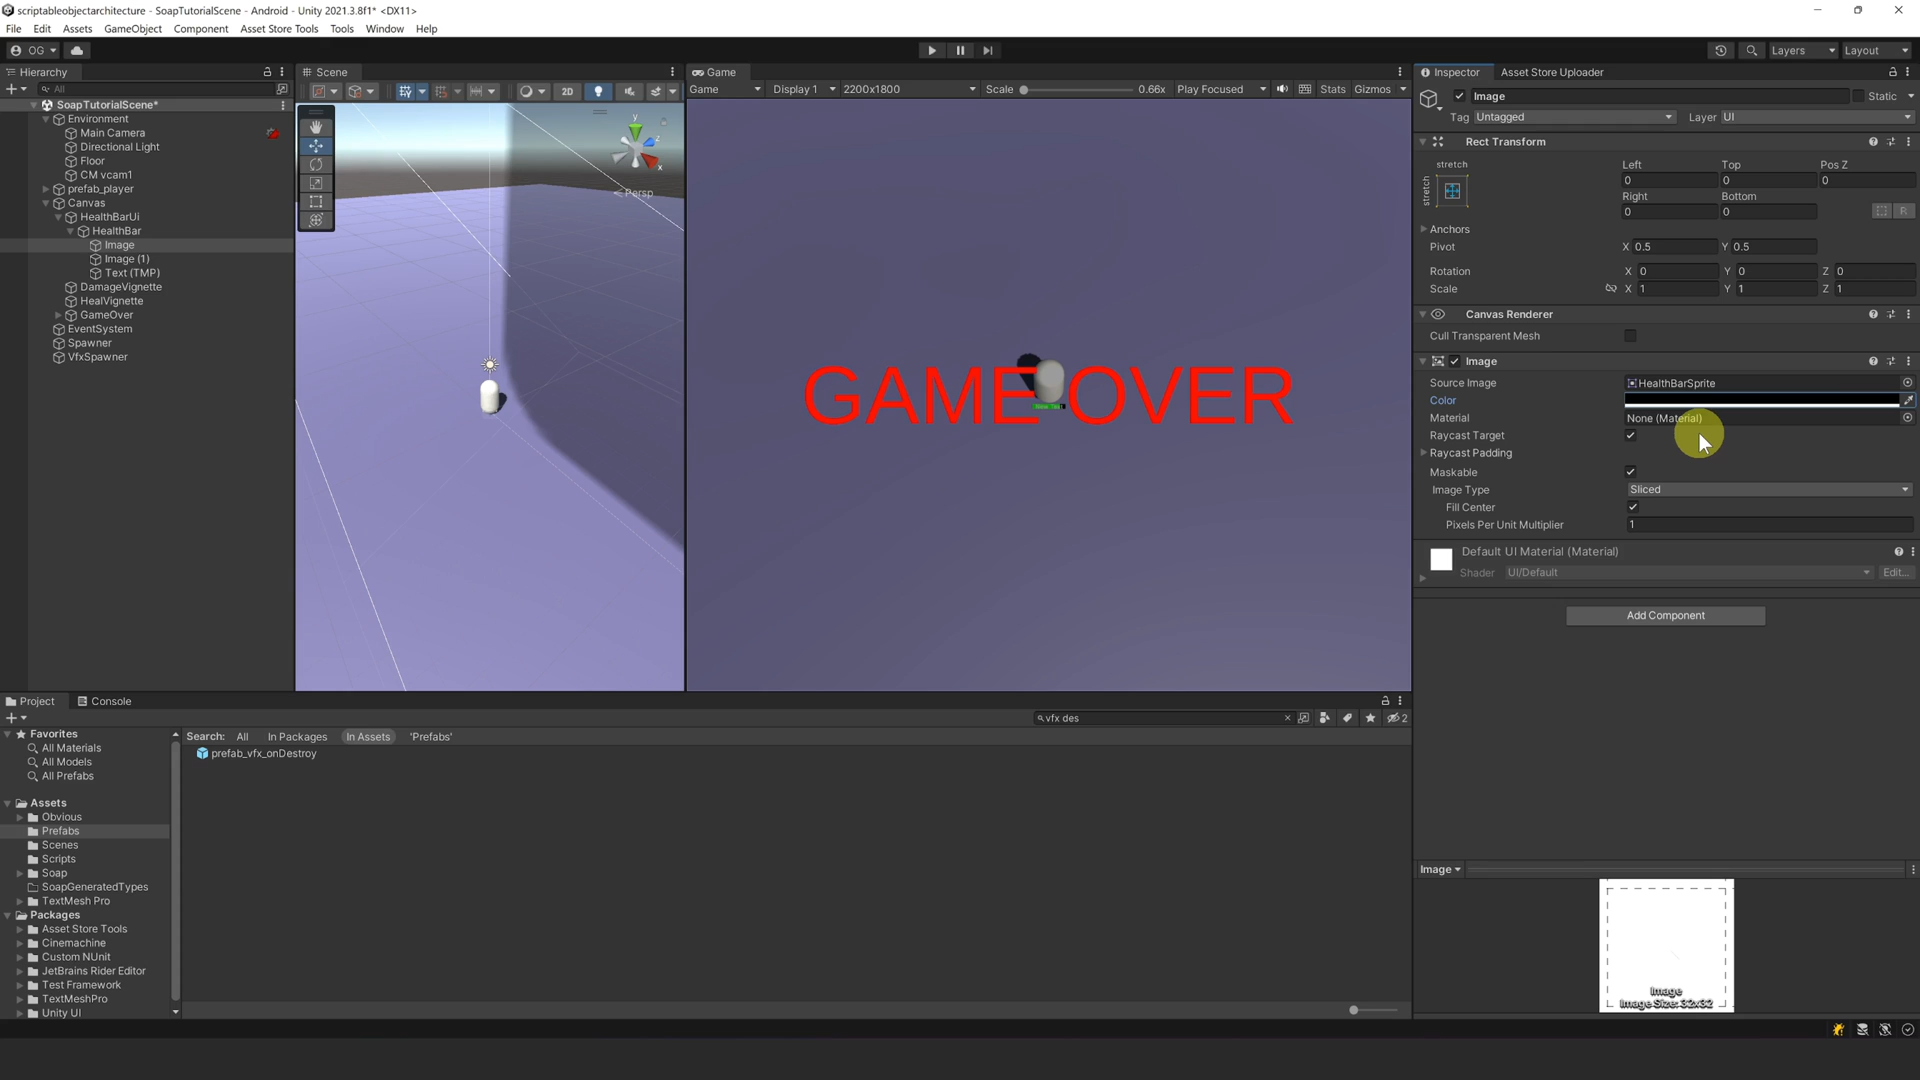 scriptableobjectarchitecture - SoapTutorialScene - Android - Unity 2021.3.8f1* <DX11>
File Edit Assets GameObject Component Asset Store Tools Tools Window Help
OG
Layers Layout
Hierarchy
All
SoapTutorialScene*
Environment
Main Camera
Directional Light
Floor
CM vcam1
prefab_player
Canvas
HealthBarUi
HealthBar
Image
Image (1)
Text (TMP)
DamageVignette
HealVignette
GameOver
EventSystem
Spawner
VfxSpawner
Scene
2D
y
z
x
Persp
Game
Game Display 1 2200x1800 Scale 0.66x Play Focused Stats Gizmos
GAME OVER
Inspector Asset Store Uploader
Image Static
Tag Untagged Layer UI
Rect Transform
stretch
stretch
Left Top Pos Z
0 0 0
Right Bottom
0 0 R
Anchors
Pivot X 0.5 Y 0.5
Rotation X 0 Y 0 Z 0
Scale X 1 Y 1 Z 1
Canvas Renderer
Cull Transparent Mesh
Image
Source Image HealthBarSprite
Color
Material None (Material)
Raycast Target
Raycast Padding
Maskable
Image Type Sliced
Fill Center
Pixels Per Unit Multiplier 1
Default UI Material (Material)
Shader UI/Default Edit...
Add Component
Image
Image
Image Size: 32x32
Project Console
vfx des
2
Favorites
All Materials
All Models
All Prefabs
Assets
Obvious
Prefabs
Scenes
Scripts
Soap
SoapGeneratedTypes
TextMesh Pro
Packages
Asset Store Tools
Cinemachine
Custom NUnit
JetBrains Rider Editor
Test Framework
TextMeshPro
Unity UI
Search: All In Packages In Assets 'Prefabs'
prefab_vfx_onDestroy